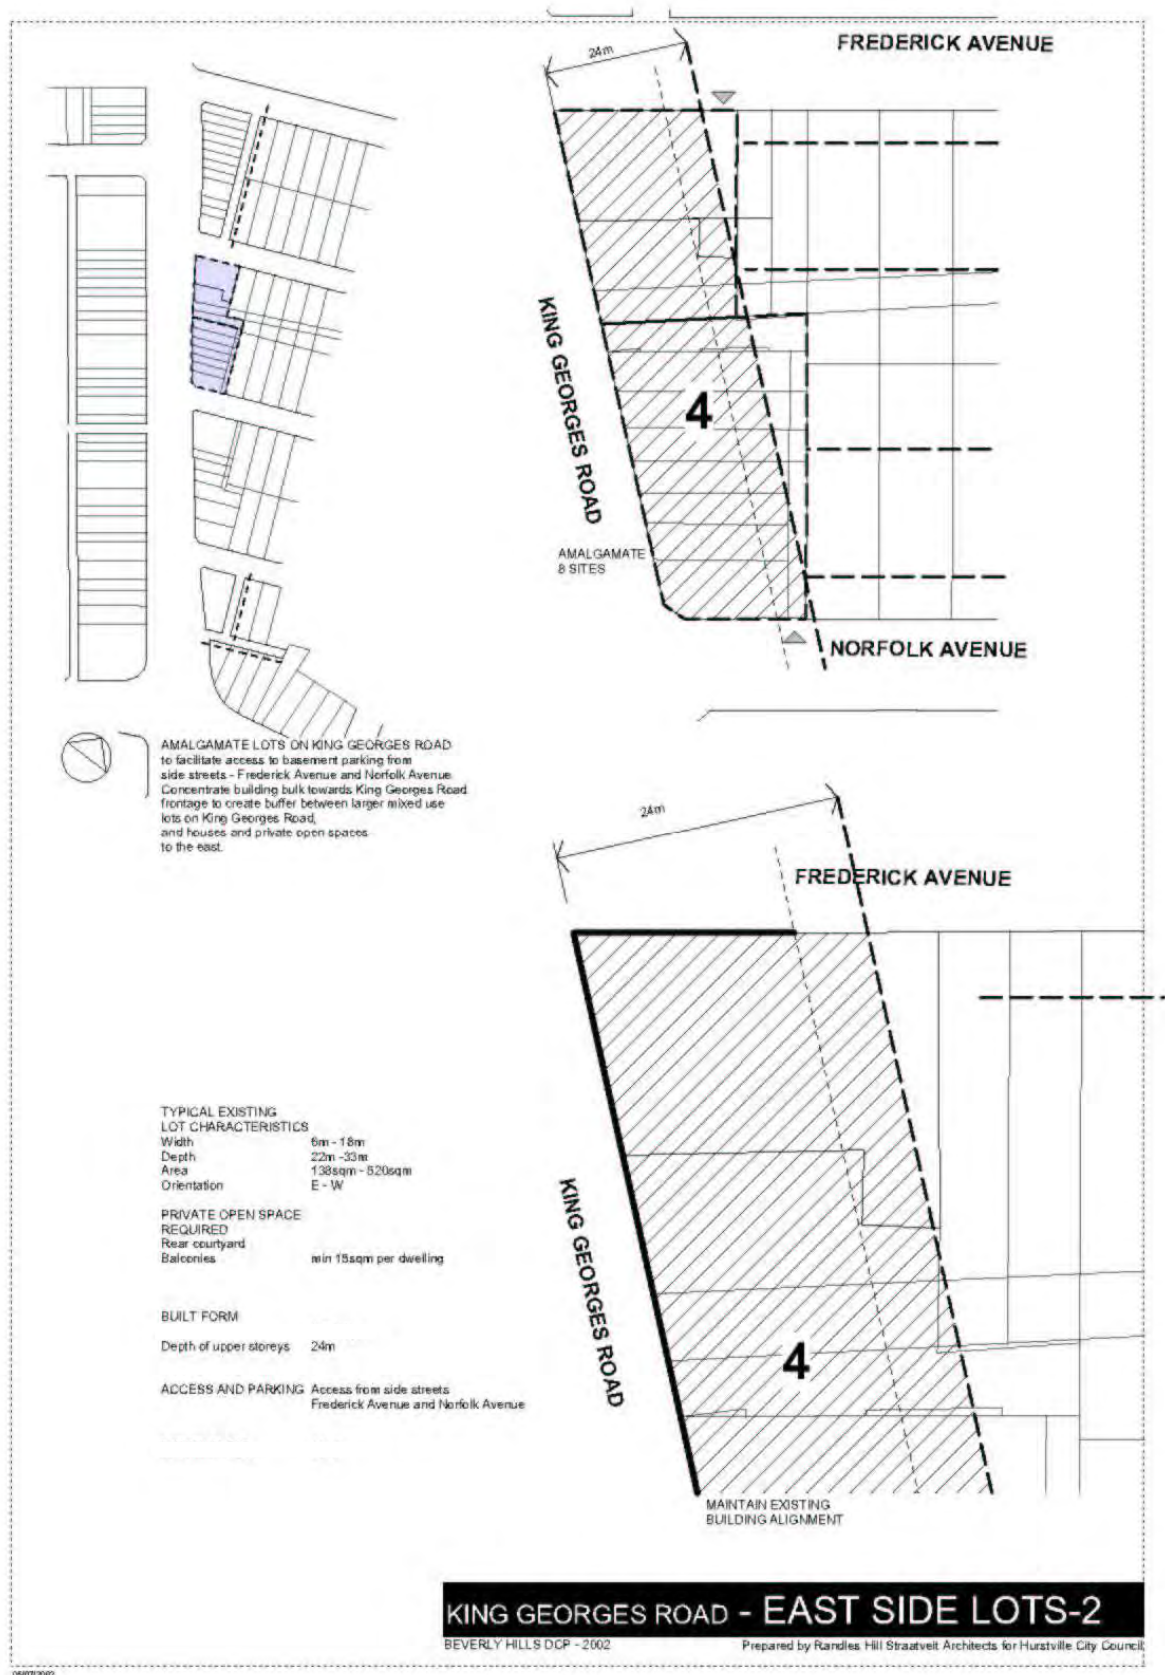 24m
FREDERICK AVENUE
KING GEORGES ROAD
4
AMALGAMATE
8 SITES
NORFOLK AVENUE
AMALGAMATE LOTS ON KING GEORGES ROAD
to facilitate access to basement parking from
side streets - Frederick Avenue and Norfolk Avenue
Concentrate building bulk towards King Georges Road
frontage to create buffer between larger mixed use
lots on King Georges Road,
and houses and private open spaces
to the east.
24m
FREDERICK AVENUE
KING GEORGES ROAD
4
MAINTAIN EXISTING
BUILDING ALIGNMENT
TYPICAL EXISTING
LOT CHARACTERISTICS
Width 6m - 18m
Depth 22m -33m
Area 138sqm - 520sqm
Orientation E - W
PRIVATE OPEN SPACE
REQUIRED
Rear courtyard
Balconies min 18sqm per dwelling
BUILT FORM
Depth of upper storeys 24m
ACCESS AND PARKING Access from side streets
Frederick Avenue and Norfolk Avenue
KING GEORGES ROAD - EAST SIDE LOTS-2
BEVERLY HILLS DCP - 2002 Prepared by Randles Hill Straatveit Architects for Hurstville City Council